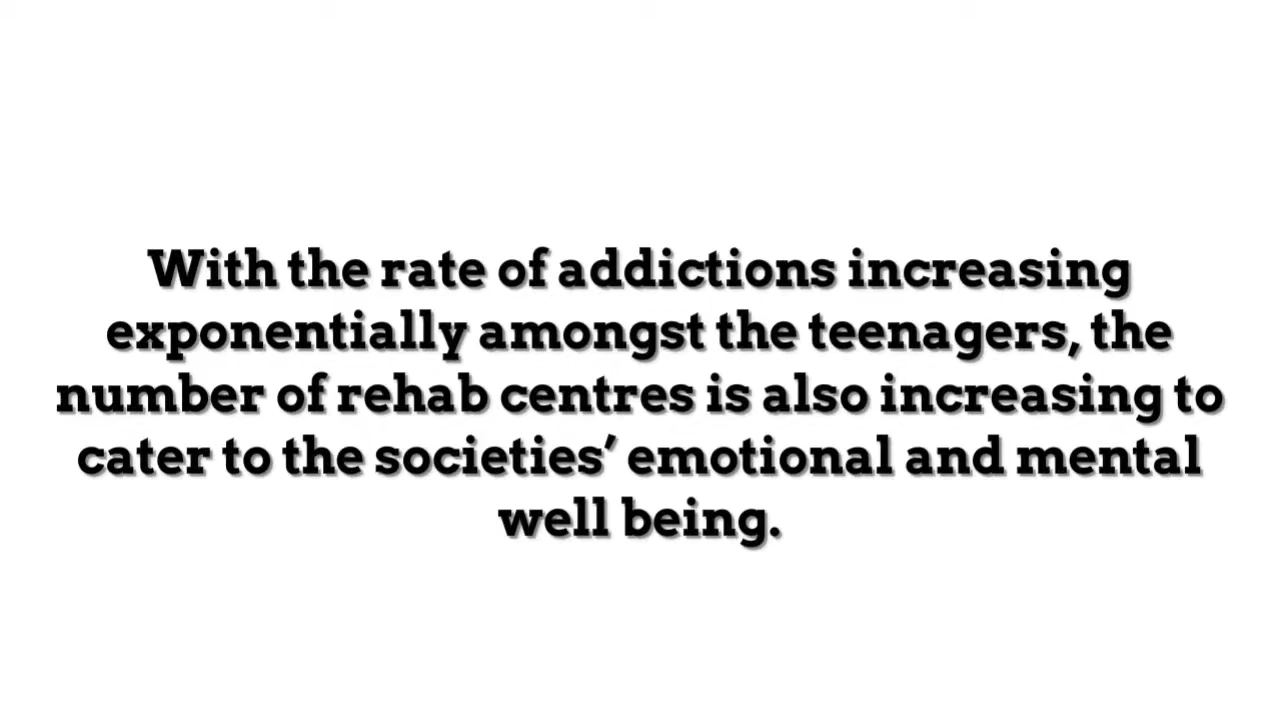 With the rate of addictions increasing
exponentially amongst the teenagers, the
number of rehab centres is also increasing to
cater to the societies’ emotional and mental
well being.